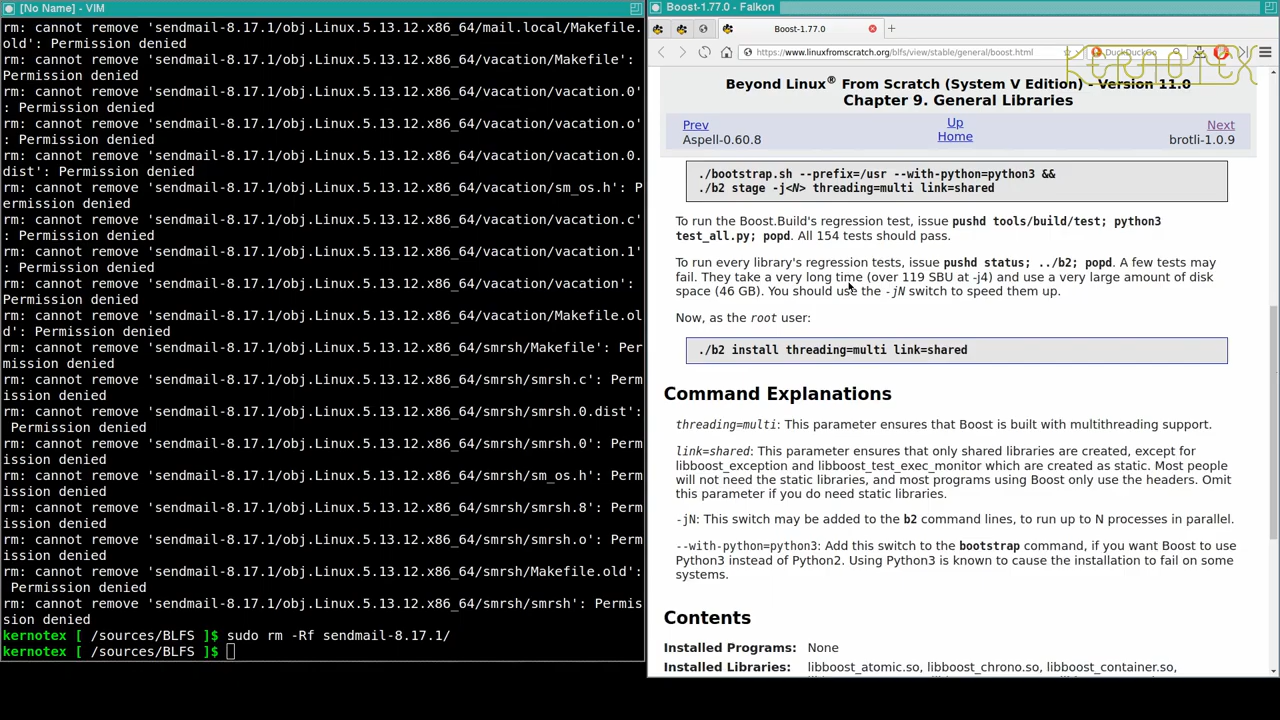 [No Name] - VIM
rm: cannot remove 'sendmail-8.17.1/obj.Linux.5.13.12.x86_64/mail.local/Makefile.
old': Permission denied
rm: cannot remove 'sendmail-8.17.1/obj.Linux.5.13.12.x86_64/vacation/Makefile':
Permission denied
rm: cannot remove 'sendmail-8.17.1/obj.Linux.5.13.12.x86_64/vacation/vacation.0'
: Permission denied
rm: cannot remove 'sendmail-8.17.1/obj.Linux.5.13.12.x86_64/vacation/vacation.o'
: Permission denied
rm: cannot remove 'sendmail-8.17.1/obj.Linux.5.13.12.x86_64/vacation/vacation.0.
dist': Permission denied
rm: cannot remove 'sendmail-8.17.1/obj.Linux.5.13.12.x86_64/vacation/sm_os.h': P
ermission denied
rm: cannot remove 'sendmail-8.17.1/obj.Linux.5.13.12.x86_64/vacation/vacation.c'
: Permission denied
rm: cannot remove 'sendmail-8.17.1/obj.Linux.5.13.12.x86_64/vacation/vacation.1'
: Permission denied
rm: cannot remove 'sendmail-8.17.1/obj.Linux.5.13.12.x86_64/vacation/vacation':
Permission denied
rm: cannot remove 'sendmail-8.17.1/obj.Linux.5.13.12.x86_64/vacation/Makefile.ol
d': Permission denied
rm: cannot remove 'sendmail-8.17.1/obj.Linux.5.13.12.x86_64/smrsh/Makefile': Per
mission denied
rm: cannot remove 'sendmail-8.17.1/obj.Linux.5.13.12.x86_64/smrsh/smrsh.c': Perm
ission denied
rm: cannot remove 'sendmail-8.17.1/obj.Linux.5.13.12.x86_64/smrsh/smrsh.0.dist':
 Permission denied
rm: cannot remove 'sendmail-8.17.1/obj.Linux.5.13.12.x86_64/smrsh/smrsh.0': Perm
ission denied
rm: cannot remove 'sendmail-8.17.1/obj.Linux.5.13.12.x86_64/smrsh/sm_os.h': Perm
ission denied
rm: cannot remove 'sendmail-8.17.1/obj.Linux.5.13.12.x86_64/smrsh/smrsh.8': Perm
ission denied
rm: cannot remove 'sendmail-8.17.1/obj.Linux.5.13.12.x86_64/smrsh/smrsh.o': Perm
ission denied
rm: cannot remove 'sendmail-8.17.1/obj.Linux.5.13.12.x86_64/smrsh/Makefile.old':
 Permission denied
rm: cannot remove 'sendmail-8.17.1/obj.Linux.5.13.12.x86_64/smrsh/smrsh': Permis
sion denied
kernotex [ /sources/BLFS ]$ sudo rm -Rf sendmail-8.17.1/
kernotex [ /sources/BLFS ]$
Boost-1.77.0 - Falkon
Boost-1.77.0
https://www.linuxfromscratch.org/blfs/view/stable/general/boost.html
DuckDuckGo
KERNOTEX
Beyond Linux® From Scratch (System V Edition) - Version 11.0
Chapter 9. General Libraries
Prev Up Next
Aspell-0.60.8 Home brotli-1.0.9
./bootstrap.sh --prefix=/usr --with-python=python3 &&
./b2 stage -j<N> threading=multi link=shared
To run the Boost.Build's regression test, issue pushd tools/build/test; python3
test_all.py; popd. All 154 tests should pass.
To run every library's regression tests, issue pushd status; ../b2; popd. A few tests may
fail. They take a very long time (over 119 SBU at -j4) and use a very large amount of disk
space (46 GB). You should use the -jN switch to speed them up.
Now, as the root user:
./b2 install threading=multi link=shared
Command Explanations
threading=multi: This parameter ensures that Boost is built with multithreading support.
link=shared: This parameter ensures that only shared libraries are created, except for
libboost_exception and libboost_test_exec_monitor which are created as static. Most people
will not need the static libraries, and most programs using Boost only use the headers. Omit
this parameter if you do need static libraries.
-jN: This switch may be added to the b2 command lines, to run up to N processes in parallel.
--with-python=python3: Add this switch to the bootstrap command, if you want Boost to use
Python3 instead of Python2. Using Python3 is known to cause the installation to fail on some
systems.
Contents
Installed Programs: None
Installed Libraries: libboost_atomic.so, libboost_chrono.so, libboost_container.so,